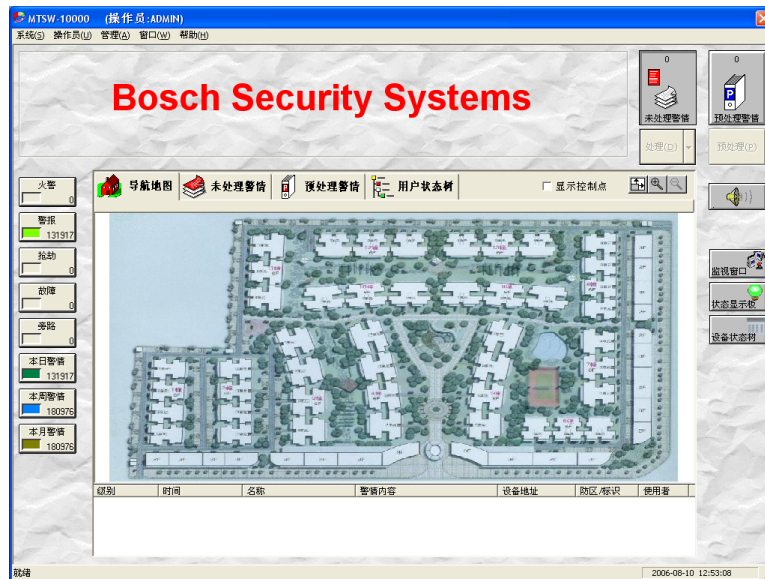 MTSW-10000 (操作员:ADMIN)
系统(S) 操作员(U) 管理(A) 窗口(W) 帮助(H)
Bosch Security Systems
0
未处理警情
0
预处理警情
处理(D)
预处理(P)
导航地图
未处理警情
预处理警情
用户状态树
显示控制点
火警
0
警报
131917
抢劫
0
故障
0
旁路
0
本日警情
131917
本周警情
180976
本月警情
180976
监视窗口
状态显示板
设备状态树
级别 时间 名称 警情内容 设备地址 防区/标识 使用者
就绪
2006-08-10 12:53:08